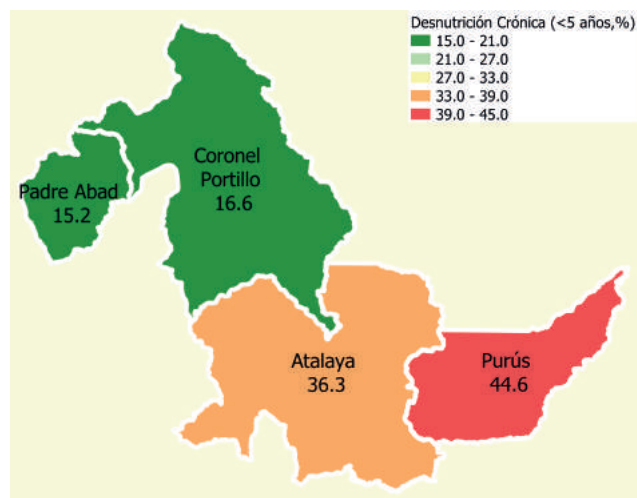 Desnutrición Crónica (<5 años,%)
15.0 - 21.0
21.0 - 27.0
27.0 - 33.0
33.0 - 39.0
39.0 - 45.0
Coronel
Portillo
16.6
Padre Abad
15.2
Atalaya
36.3
Purús
44.6